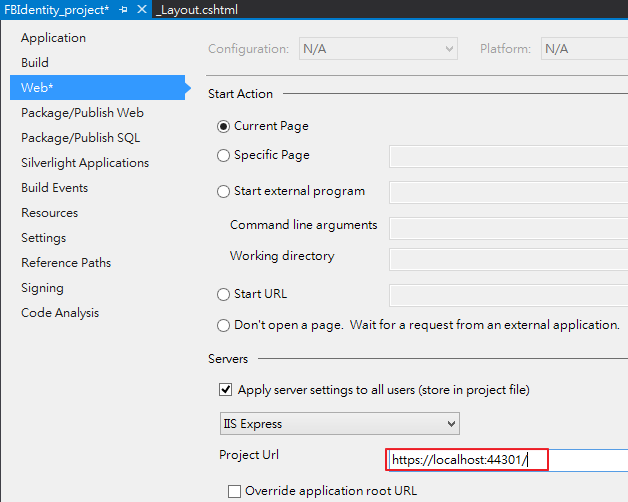 FBIdentity_project* _Layout.cshtml
Application
Build
Web*
Package/Publish Web
Package/Publish SQL
Silverlight Applications
Build Events
Resources
Settings
Reference Paths
Signing
Code Analysis
Configuration: N/A Platform: N/A
Start Action
Current Page
Specific Page
Start external program
Command line arguments
Working directory
Start URL
Don't open a page. Wait for a request from an external application.
Servers
Apply server settings to all users (store in project file)
IIS Express
Project Url https://localhost:44301/
Override application root URL